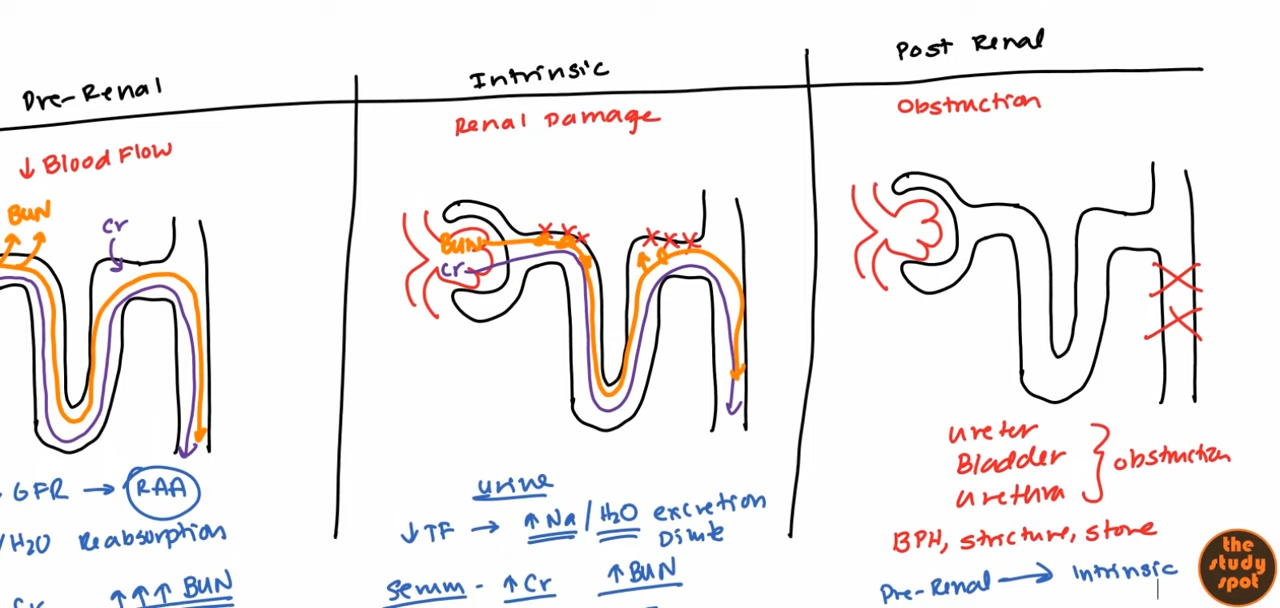 Pre-Renal
↓ Blood Flow
BUN
Cr
GFR → RAA
/H2O Reabsorption
Cr ↑↑↑ BUN
Intrinsic
Renal Damage
BUN
Cr
urine
↓ TF → ↑ Na / H2O excretion
Dilute
Serum - ↑ Cr ↑ BUN
Post Renal
Obstruction
Ureter
Bladder
Urethra
obstruction
BPH, stricture, stone
Pre-Renal → Intrinsic
the
study
spot